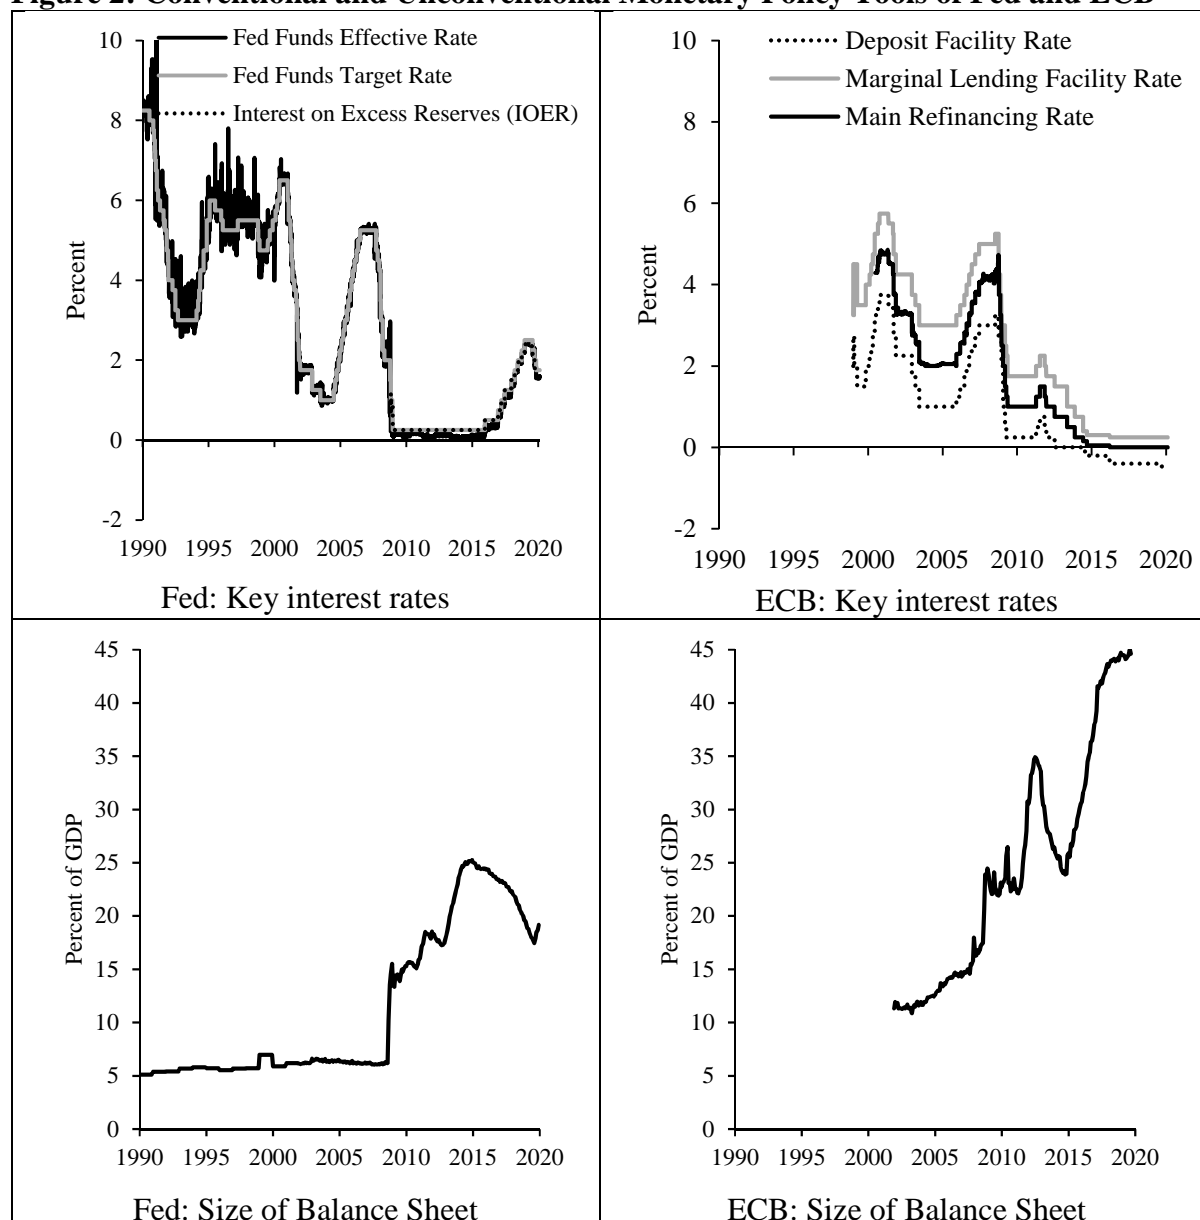 Figure 2: Conventional and Unconventional Monetary Policy Tools of Fed and ECB
10
8
6
4
2
0
-2
Percent
Fed Funds Effective Rate
Fed Funds Target Rate
Interest on Excess Reserves (IOER)
1990 1995 2000 2005 2010 2015 2020
Fed: Key interest rates
10
8
6
4
2
0
-2
Percent
Deposit Facility Rate
Marginal Lending Facility Rate
Main Refinancing Rate
1990 1995 2000 2005 2010 2015 2020
ECB: Key interest rates
45
40
35
30
25
20
15
10
5
0
Percent of GDP
1990 1995 2000 2005 2010 2015 2020
Fed: Size of Balance Sheet
45
40
35
30
25
20
15
10
5
0
Percent of GDP
1990 1995 2000 2005 2010 2015 2020
ECB: Size of Balance Sheet